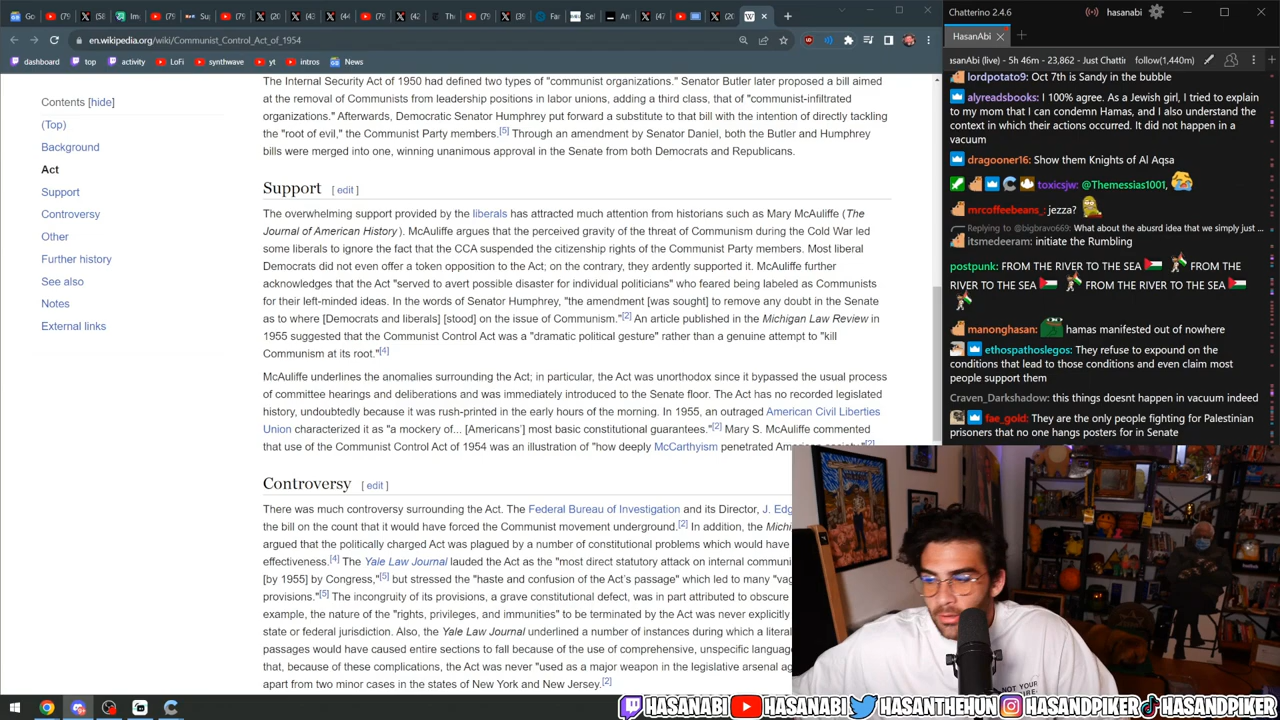 Chatterino 2.4.6
hasanabi
en.wikipedia.org/wiki/Communist_Control_Act_of_1954
HasanAbi
dashboard
top
activity
LoFi
synthwave
yt
intros
asanAbi (live) - 5h 46m - 23,862 - Just Chattin
follow(1,440m)
Contents [hide]
(Top)
Background
Act
Support
Controversy
Other
Further history
See also
Notes
External links
The Internal Security Act of 1950 had defined two types of "communist organizations." Senator Butler later proposed a bill aimed
at the removal of Communists from leadership positions in labor unions, adding a third class, that of "communist-infiltrated
organizations." Afterwards, Democratic Senator Humphrey put forward a substitute to that bill with the intention of directly tackling
the "root of evil," the Communist Party members.[5] Through an amendment by Senator Daniel, both the Butler and Humphrey
bills were merged into one, winning unanimous approval in the Senate from both Democrats and Republicans.
Support [ edit ]
The overwhelming support provided by the liberals has attracted much attention from historians such as Mary McAuliffe (The
Journal of American History). McAuliffe argues that the perceived gravity of the threat of Communism during the Cold War led
some liberals to ignore the fact that the CCA suspended the citizenship rights of the Communist Party members. Most liberal
Democrats did not even offer a token opposition to the Act; on the contrary, they ardently supported it. McAuliffe further
acknowledges that the Act "served to avert possible disaster for individual politicians" who feared being labeled as Communists
for their left-minded ideas. In the words of Senator Humphrey, "the amendment [was sought] to remove any doubt in the Senate
as to where [Democrats and liberals] [stood] on the issue of Communism."[2] An article published in the Michigan Law Review in
1955 suggested that the Communist Control Act was a "dramatic political gesture" rather than a genuine attempt to "kill
Communism at its root."[4]
McAuliffe underlines the anomalies surrounding the Act; in particular, the Act was unorthodox since it bypassed the usual process
of committee hearings and deliberations and was immediately introduced to the Senate floor. The Act has no recorded legislated
history, undoubtedly because it was rush-printed in the early hours of the morning. In 1955, an outraged American Civil Liberties
Union characterized it as "a mockery of... [Americans'] most basic constitutional guarantees."[2] Mary S. McAuliffe commented
that use of the Communist Control Act of 1954 was an illustration of "how deeply McCarthyism penetrated American society."[2]
Controversy [ edit ]
There was much controversy surrounding the Act. The Federal Bureau of Investigation and its Director, J. Edg
the bill on the count that it would have forced the Communist movement underground.[2] In addition, the Michi
argued that the politically charged Act was plagued by a number of constitutional problems which would have
effectiveness.[4] The Yale Law Journal lauded the Act as the "most direct statutory attack on internal commun
[by 1955] by Congress,"[5] but stressed the "haste and confusion of the Act's passage" which led to many "vag
provisions."[5] The incongruity of its provisions, a grave constitutional defect, was in part attributed to obscure
example, the nature of the "rights, privileges, and immunities" to be terminated by the Act was never explicitly
state or federal jurisdiction. Also, the Yale Law Journal underlined a number of instances during which a literal
passages would have caused entire sections to fall because of the use of comprehensive, unspecific languag
that, because of these complications, the Act was never "used as a major weapon in the legislative arsenal ag
apart from two minor cases in the states of New York and New Jersey.[2]
lordpotato9: Oct 7th is Sandy in the bubble
alyreadsbooks: I 100% agree. As a Jewish girl, I tried to explain
to my mom that I can condemn Hamas, and I also understand the
context in which their actions occurred. It did not happen in a
vacuum
dragooner16: Show them Knights of Al Aqsa
toxicsjw: @Themessias1001,
mrcoffeebeans_: jezza?
Replying to @bigbravo669: What about the absurd idea that we simply just ...
itsmedeeram: initiate the Rumbling
postpunk: FROM THE RIVER TO THE SEA FROM THE
RIVER TO THE SEA FROM THE RIVER TO THE SEA
manonghasan: hamas manifested out of nowhere
ethospathoslegos: They refuse to expound on the
conditions that lead to those conditions and even claim most
people support them
Craven_Darkshadow: this things doesnt happen in vacuum indeed
fae_gold: They are the only people fighting for Palestinian
prisoners that no one hangs posters for in Senate
HASANABI HASANABI HASANTHEHUN HASANDPIKER HASANDPIKER